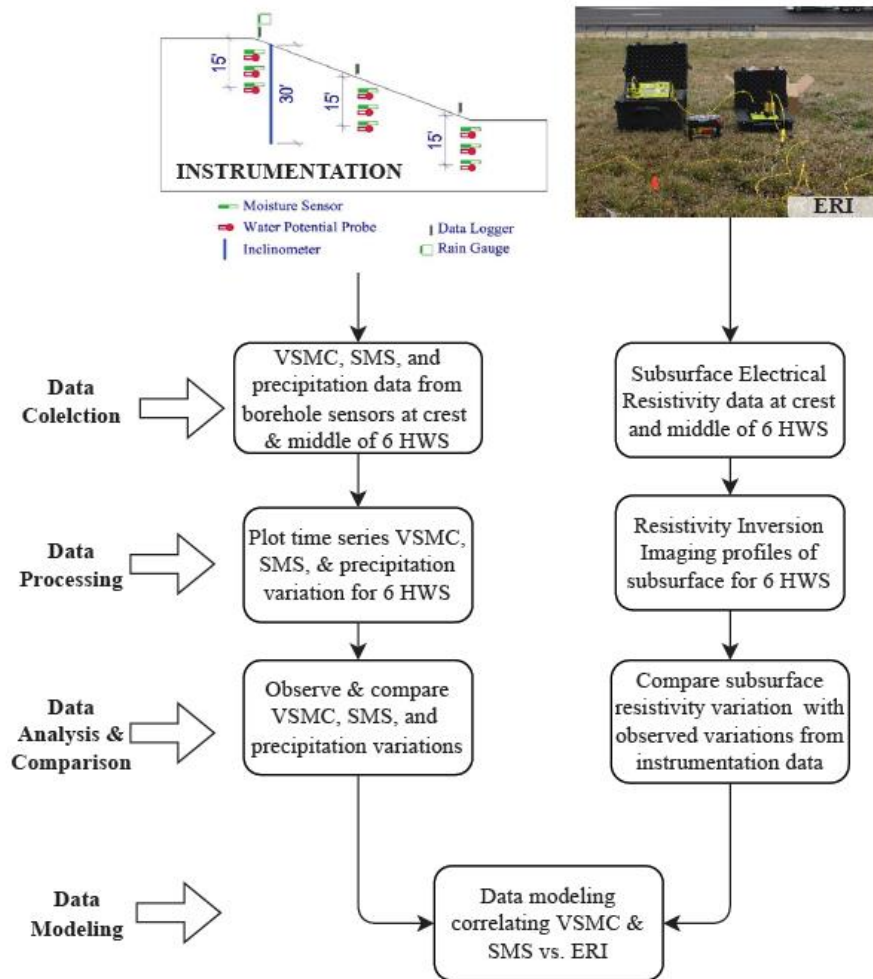 15'
30'
15'
15'
INSTRUMENTATION
Moisture Sensor
Water Potential Probe
Inclinometer
Data Logger
Rain Gauge
ERI
Data
Colelction
VSMC, SMS, and
precipitation data from
borehole sensors at crest
& middle of 6 HWS
Subsurface Electrical
Resistivity data at crest
and middle of 6 HWS
Data
Processing
Plot time series VSMC,
SMS, & precipitation
variation for 6 HWS
Resistivity Inversion
Imaging profiles of
subsurface for 6 HWS
Data
Analysis &
Comparison
Observe & compare
VSMC, SMS, and
precipitation variations
Compare subsurface
resistivity variation with
observed variations from
instrumentation data
Data
Modeling
Data modeling
correlating VSMC &
SMS vs. ERI